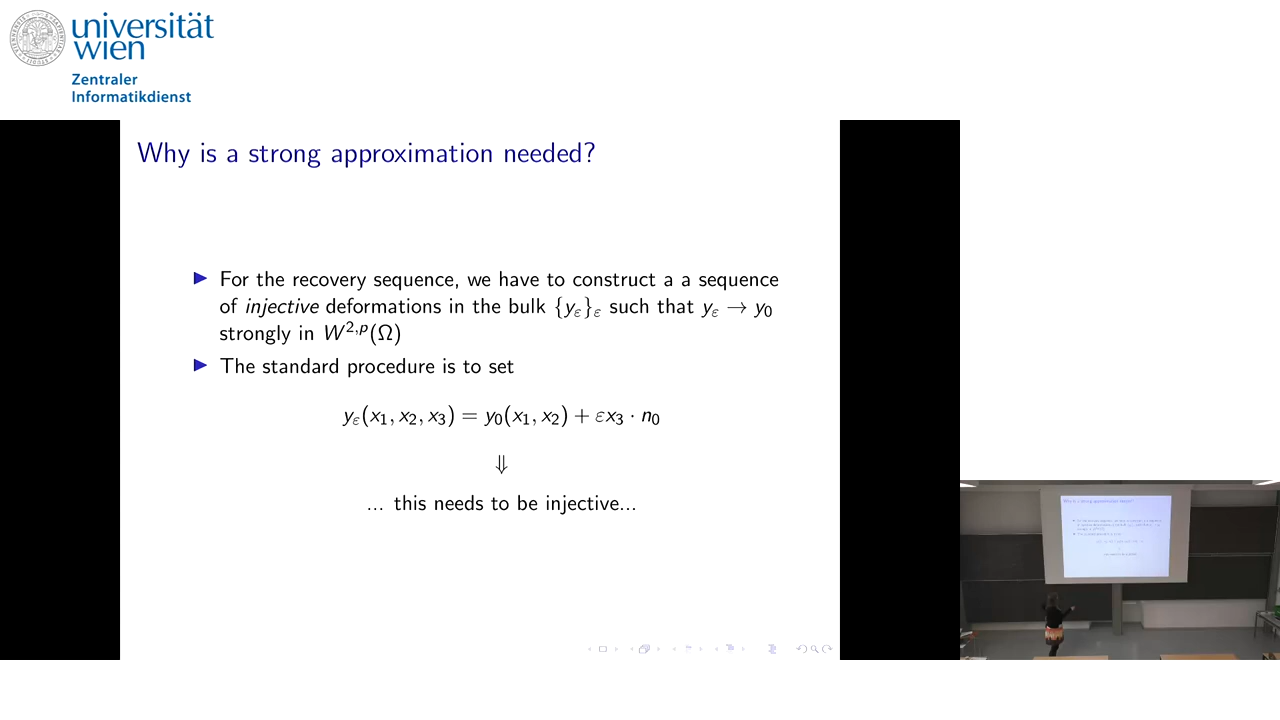 universität
wien
Zentraler
Informatikdienst
Why is a strong approximation needed?
For the recovery sequence, we have to construct a a sequence
of injective deformations in the bulk {yε}ε such that yε → y0
strongly in W^{2,p}(Ω)
The standard procedure is to set
yε(x1, x2, x3) = y0(x1, x2) + εx3 · n0
⇓
... this needs to be injective...